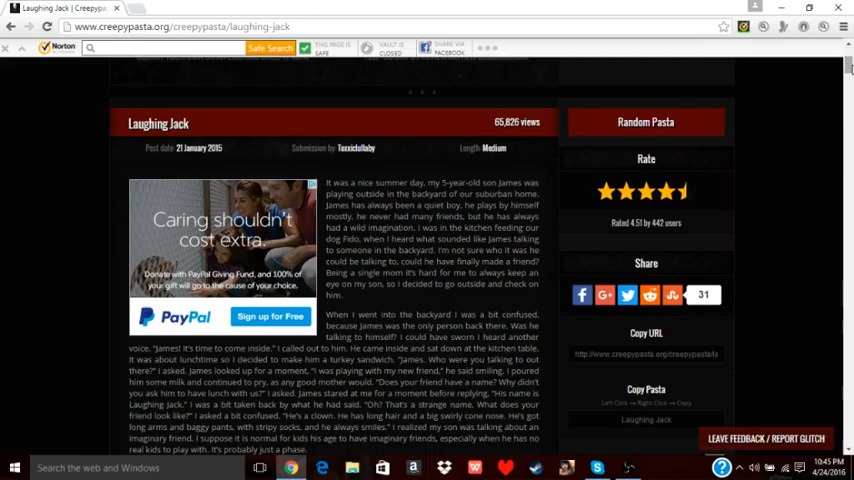 Laughing Jack | Creepypasta
www.creepypasta.org/creepypasta/laughing-jack
Norton
Safe Search
THIS PAGE IS
SAFE
VAULT IS
CLOSED
SHARE VIA
FACEBOOK
Laughing Jack
65,826 views
Random Pasta
Post date: 21 January 2015
Submission by: Toxxiclullaby
Length: Medium
Rate
Caring shouldn't
cost extra.
Donate with PayPal Giving Fund, and 100% of
your gift will go to the cause of your choice.
PayPal
Sign up for Free
It was a nice summer day, my 5-year-old son James was
playing outside in the backyard of our suburban home.
James has always been a quiet boy, he plays by himself
mostly, he never had many friends, but he has always
had a wild imagination. I was in the kitchen feeding our
dog Fido, when I heard what sounded like James talking
to someone in the backyard. I'm not sure who it was he
could be talking to, could he have finally made a friend?
Being a single mom it's hard for me to always keep an
eye on my son, so I decided to go outside and check on
him.
When I went into the backyard I was a bit confused,
because James was the only person back there. Was he
talking to himself? I could have sworn I heard another
voice. "James! It's time to come inside." I called out to him. He came inside and sat down at the kitchen table,
it was about lunchtime so I decided to make him a turkey sandwich. "James. Who were you talking to out
there?" I asked. James looked up for a moment, "I was playing with my new friend," he said smiling. I poured
him some milk and continued to pry, as any good mother would. "Does your friend have a name? Why didn't
you ask him to have lunch with us?" I asked. James stared at me for a moment before replying. "His name is
Laughing Jack." I was a bit taken back by what he had said. "Oh? That's a strange name. What does your
friend look like?" I asked a bit confused. "He's a clown. He has long hair and a big swirly cone nose. He's got
long arms and baggy pants, with stripy socks, and he always smiles." I realized my son was talking about an
imaginary friend. I suppose it is normal for kids his age to have imaginary friends, especially when he has no
real kids to play with. It's probably just a phase.
Rated 4.51 by 442 users
Share
31
Copy URL
http://www.creepypasta.org/creepypasta/la
Copy Pasta
Left Click → Right Click → Copy
Laughing Jack
LEAVE FEEDBACK / REPORT GLITCH
Search the web and Windows
10:45 PM
4/24/2016